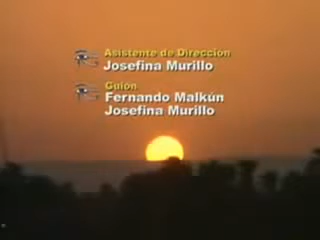 Asistente de Direccion
Josefina Murillo
Guion
Fernando Malkún
Josefina Murillo